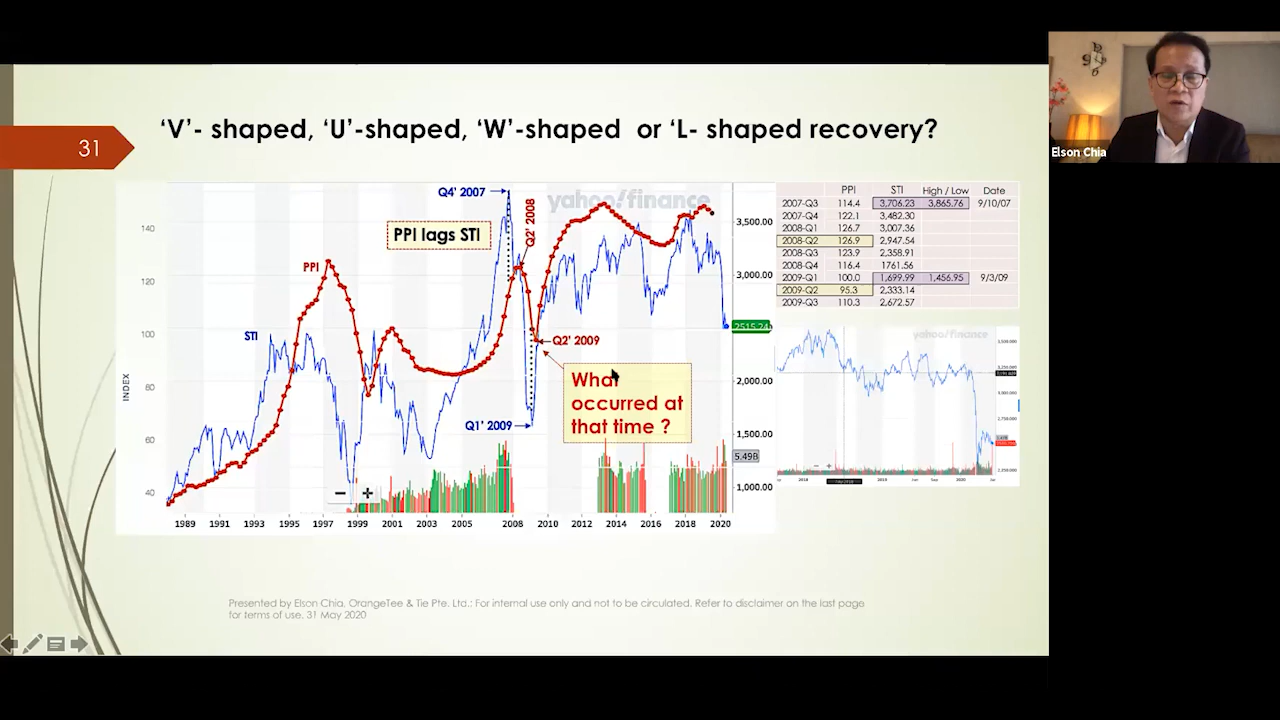 'V'- shaped, 'U'-shaped, 'W'-shaped or 'L- shaped recovery?
31
Elson Chia
Q4' 2007
yahoo!finance
PPI lags STI
Q2' 2008
PPI
STI
Q2' 2009
What
occurred at
that time ?
Q1' 2009
INDEX
140
120
100
80
60
40
3,500.00
3,000.00
2515.24
2,000.00
1,500.00
5.49B
1,000.00
1989 1991 1993 1995 1997 1999 2001 2003 2005 2008 2010 2012 2014 2016 2018 2020
PPI STI High / Low Date
2007-Q3 114.4 3,706.23 3,865.76 9/10/07
2007-Q4 122.1 3,482.30
2008-Q1 126.7 3,007.36
2008-Q2 126.9 2,947.54
2008-Q3 123.9 2,358.91
2008-Q4 116.4 1761.56
2009-Q1 100.0 1,699.99 1,456.95 9/3/09
2009-Q2 95.3 2,333.14
2009-Q3 110.3 2,672.57
yahoo!finance
Presented by Elson Chia, OrangeTee & Tie Pte. Ltd.; For internal use only and not to be circulated. Refer to disclaimer on the last page
for terms of use. 31 May 2020